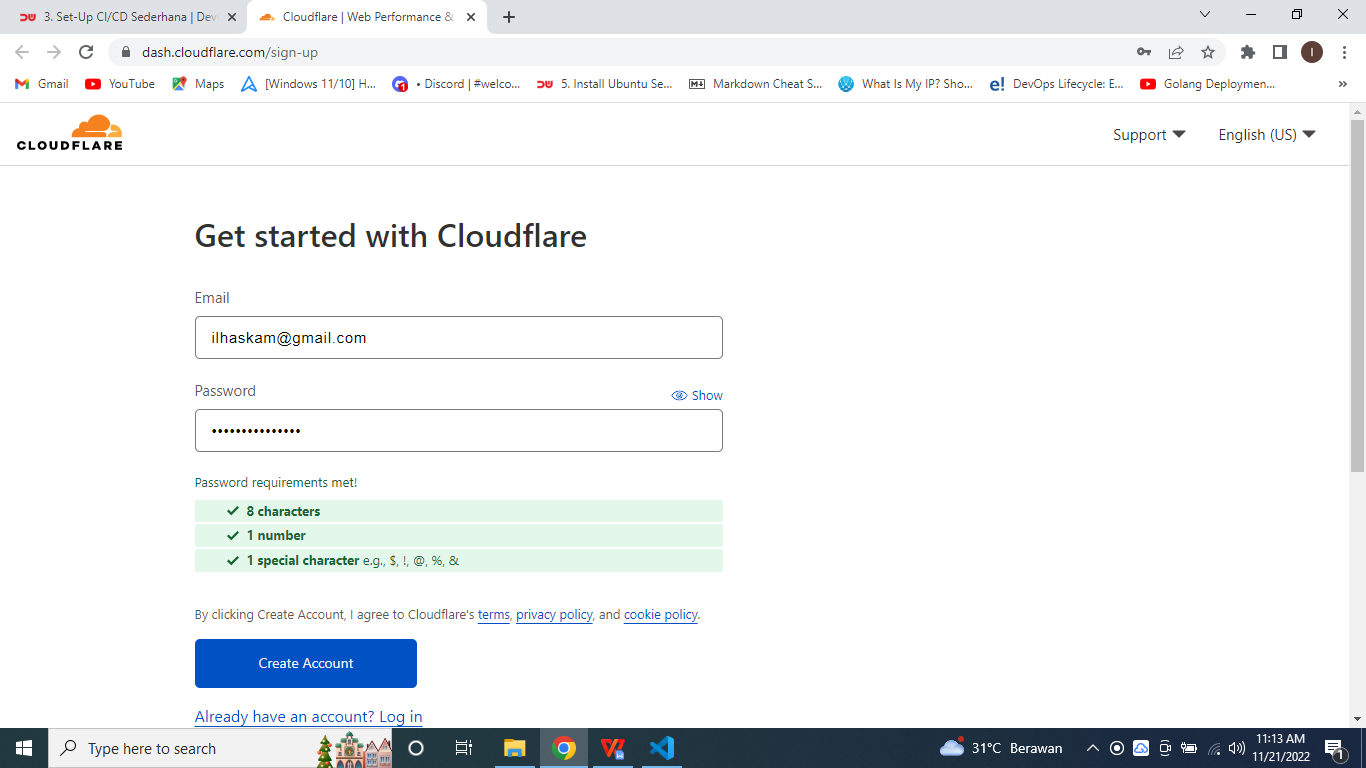 3. Set-Up CI/CD Sederhana | Dev
Cloudflare | Web Performance &
dash.cloudflare.com/sign-up
I
Gmail
YouTube
Maps
[Windows 11/10] H...
• Discord | #welco...
5. Install Ubuntu Se...
Markdown Cheat S...
What Is My IP? Sho...
DevOps Lifecycle: E...
Golang Deploymen...
»
CLOUDFLARE
Support
English (US)
Get started with Cloudflare
Email
ilhaskam@gmail.com
Password
Show
•••••••••••••••
Password requirements met!
8 characters
1 number
1 special character e.g., $, !, @, %, &
By clicking Create Account, I agree to Cloudflare's terms, privacy policy, and cookie policy.
Create Account
Already have an account? Log in
Type here to search
31°C Berawan
11:13 AM
11/21/2022
1